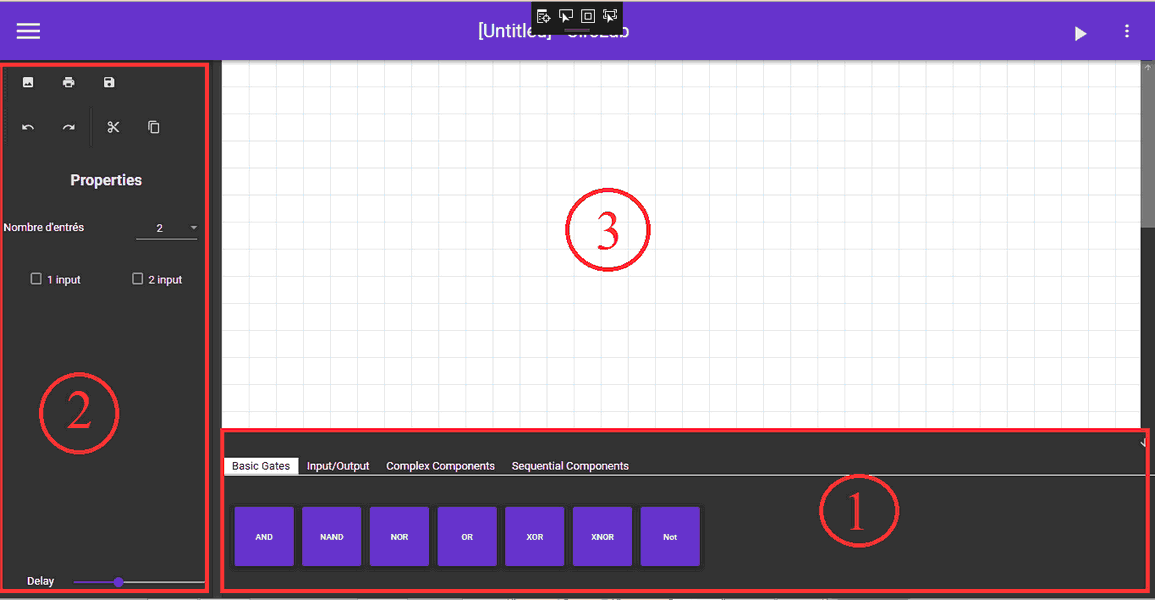 [Untitled]
Properties
3
Nombre d'entrés 2
1 input 2 input
2
Basic Gates Input/Output Complex Components Sequential Components
1
AND NAND NOR OR XOR XNOR Not
Delay